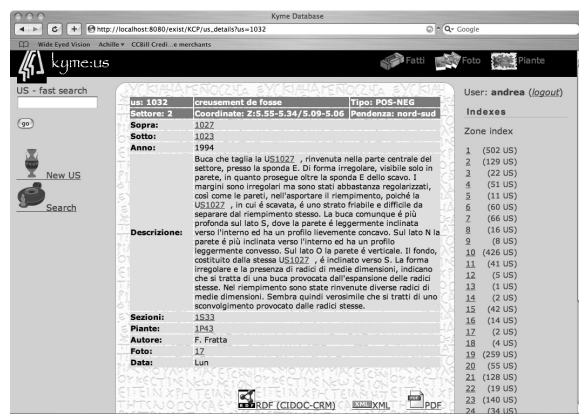 Kyme Database
http://localhost:8080/exist/KCP/us_details?us=1032
Google
Wide Eyed Vision Achille ▾ CCBill Credi...e merchants
kyme:us
Fatti Foto Piante
US - fast search
go
New US
Search
us: 1032 creusement de fosse Tipo: POS-NEG
Settore: 2 Coordinate: Z:5.55-5.34/5.09-5.06 Pendenza: nord-sud
Sopra: 1027
Sotto: 1023
Anno: 1994
Descrizione:
Buca che taglia la US1027 , rinvenuta nella parte centrale del
settore, presso la sponda E. Di forma irregolare, visibile solo in
parete, in quanto prosegue oltre la sponda E dello scavo. I
margini sono irregolari ma sono stati abbastanza regolarizzati,
così come le pareti, nell'asportare il riempimento, poiché la
US1027 , in cui é scavata, é uno strato friabile e difficile da
separare dal riempimento stesso. La buca comunque é più
profonda sul lato S, dove la parete é leggermente inclinata
verso l'interno ed ha un profilo lievemente concavo. Sul lato N la
parete é più inclinata verso l'interno ed ha un profilo
leggermente convesso. Sul lato O la parete é verticale. Il fondo,
costituito dalla stessa US1027 , é inclinato verso S. La forma
irregolare e la presenza di radici di medie dimensioni, indicano
che si tratta di una buca provocata dall'espansione delle radici
stesse. Nel riempimento sono state rinvenute diverse radici di
medie dimensioni. Sembra quindi verosimile che si tratti di uno
sconvolgimento provocato dalle radici stesse.
Sezioni: 1S33
Piante: 1P43
Autore: F. Fratta
Foto: 17
Data: Lun
RDF (CIDOC-CRM) XML XML PDF
User: andrea (logout)
Indexes
Zone index
1 (502 US)
2 (129 US)
3 (22 US)
4 (51 US)
5 (11 US)
6 (60 US)
7 (66 US)
8 (16 US)
9 (8 US)
10 (426 US)
11 (41 US)
12 (5 US)
13 (1 US)
14 (2 US)
15 (42 US)
16 (14 US)
17 (2 US)
18 (4 US)
19 (259 US)
20 (55 US)
21 (128 US)
22 (19 US)
23 (140 US)
24 (34 US)